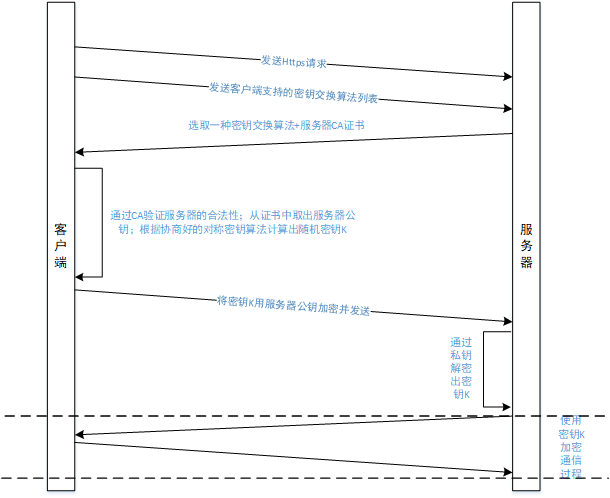 发送Https请求
发送客户端支持的密钥交换算法列表
选取一种密钥交换算法+服务器CA证书
通过CA验证服务器的合法性；从证书中取出服务器公
钥；根据协商好的对称密钥算法计算出随机密钥K
客
户
端
服
务
器
将密钥K用服务器公钥加密并发送
通过
私钥
解密
出密
钥K
使用
密钥K
加密
通信
过程